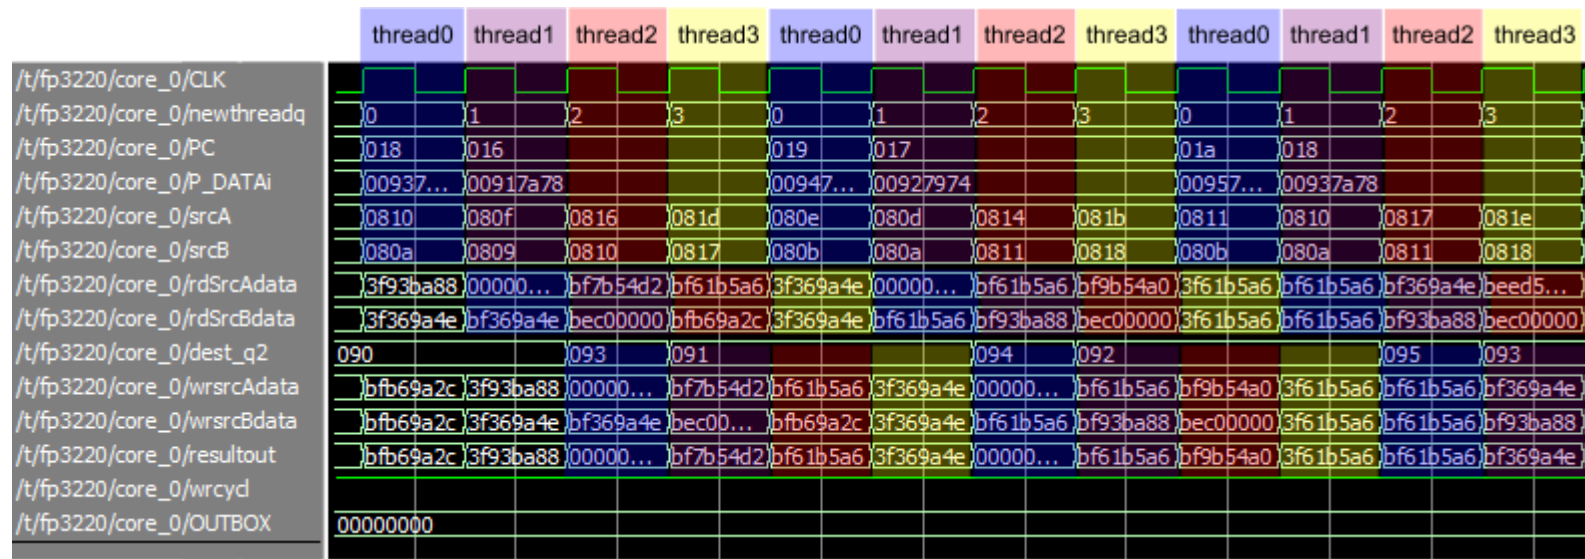 thread0 thread1 thread2 thread3 thread0 thread1 thread2 thread3 thread0 thread1 thread2 thread3
/t/fp3220/core_0/CLK
/t/fp3220/core_0/newthreadq 0 1 2 3 0 1 2 3 0 1 2 3
/t/fp3220/core_0/PC 018 016 019 017 01a 018
/t/fp3220/core_0/P_DATAi 00937... 00917a78 00947... 00927974 00957... 00937a78
/t/fp3220/core_0/srcA 0810 080f 0816 081d 080e 080d 0814 081b 0811 0810 0817 081e
/t/fp3220/core_0/srcB 080a 0809 0810 0817 080b 080a 0811 0818 080b 080a 0811 0818
/t/fp3220/core_0/rdSrcAdata 3f93ba88 00000... bf7b54d2 bf61b5a6 3f369a4e 00000... bf61b5a6 bf9b54a0 3f61b5a6 bf61b5a6 bf369a4e beed5...
/t/fp3220/core_0/rdSrcBdata 3f369a4e bf369a4e bec00000 bfb69a2c 3f369a4e bf61b5a6 bf93ba88 bec00000 3f61b5a6 bf61b5a6 bf93ba88 bec00000
/t/fp3220/core_0/dest_q2 090 093 091 094 092 095 093
/t/fp3220/core_0/wrsrcAdata bfb69a2c 3f93ba88 00000... bf7b54d2 bf61b5a6 3f369a4e 00000... bf61b5a6 bf9b54a0 3f61b5a6 bf61b5a6 bf369a4e
/t/fp3220/core_0/wrsrcBdata bfb69a2c 3f369a4e bf369a4e bec00... bfb69a2c 3f369a4e bf61b5a6 bf93ba88 bec00000 3f61b5a6 bf61b5a6 bf93ba88
/t/fp3220/core_0/resultout bfb69a2c 3f93ba88 00000... bf7b54d2 bf61b5a6 3f369a4e 00000... bf61b5a6 bf9b54a0 3f61b5a6 bf61b5a6 bf369a4e
/t/fp3220/core_0/wrcycl
/t/fp3220/core_0/OUTBOX 00000000